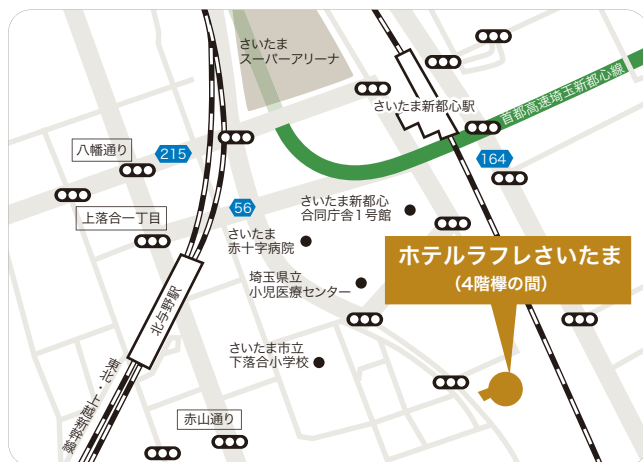 さいたま
スーパーアリーナ
さいたま新都心駅
首都高速埼玉新都心線
八幡通り
215
164
上落合一丁目
56
さいたま新都心
合同庁舎1号館
さいたま
赤十字病院
ホテルラフレさいたま
(4階欅の間)
埼玉県立
小児医療センター
北与野駅
さいたま市立
下落合小学校
東北・上越新幹線
赤山通り